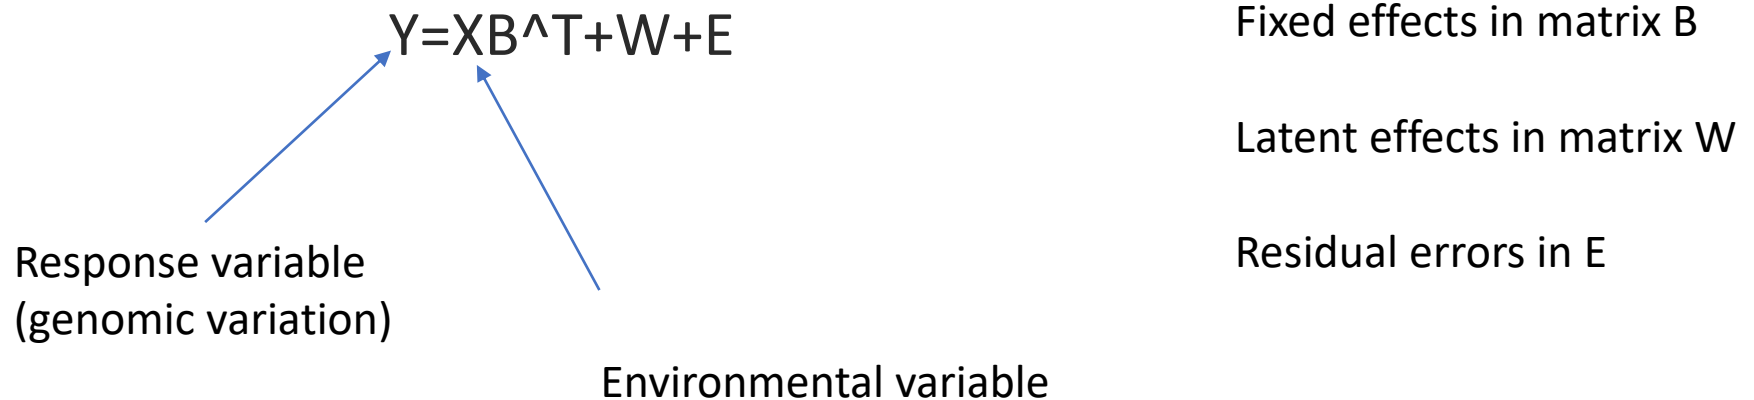 Y=XB^T+W+E
Fixed effects in matrix B
Latent effects in matrix W
Residual errors in E
Response variable
(genomic variation)
Environmental variable